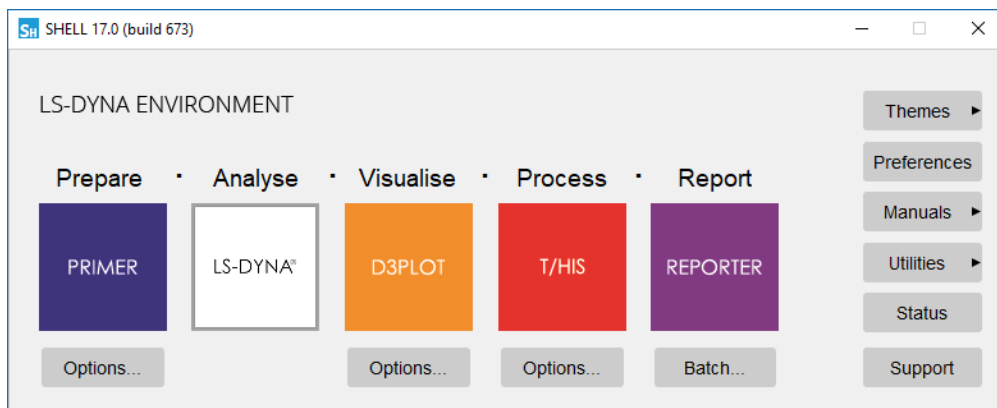 SH SHELL 17.0 (build 673)
LS-DYNA ENVIRONMENT
Prepare · Analyse · Visualise · Process · Report
PRIMER
LS-DYNA®
D3PLOT
T/HIS
REPORTER
Options...
Options...
Options...
Batch...
Themes
Preferences
Manuals
Utilities
Status
Support